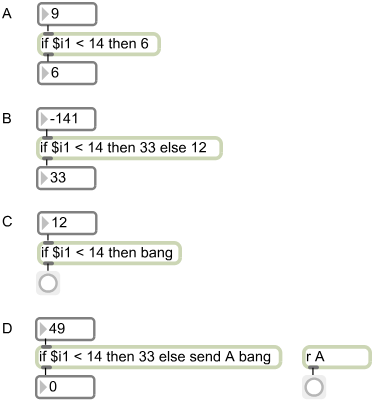 A
9
if $i1 < 14 then 6
6
B
-141
if $i1 < 14 then 33 else 12
33
C
12
if $i1 < 14 then bang
D
49
if $i1 < 14 then 33 else send A bang
r A
0